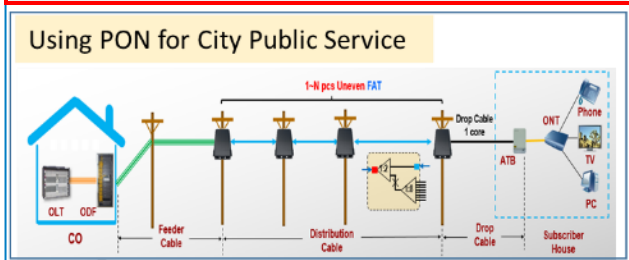 Using PON for City Public Service
1~N pcs Uneven FAT
Drop Cable
1 core
ONT
Phone
ATB
TV
PC
OLT
ODF
CO
Feeder
Cable
Distribution
Cable
Drop
Cable
Subscriber
House